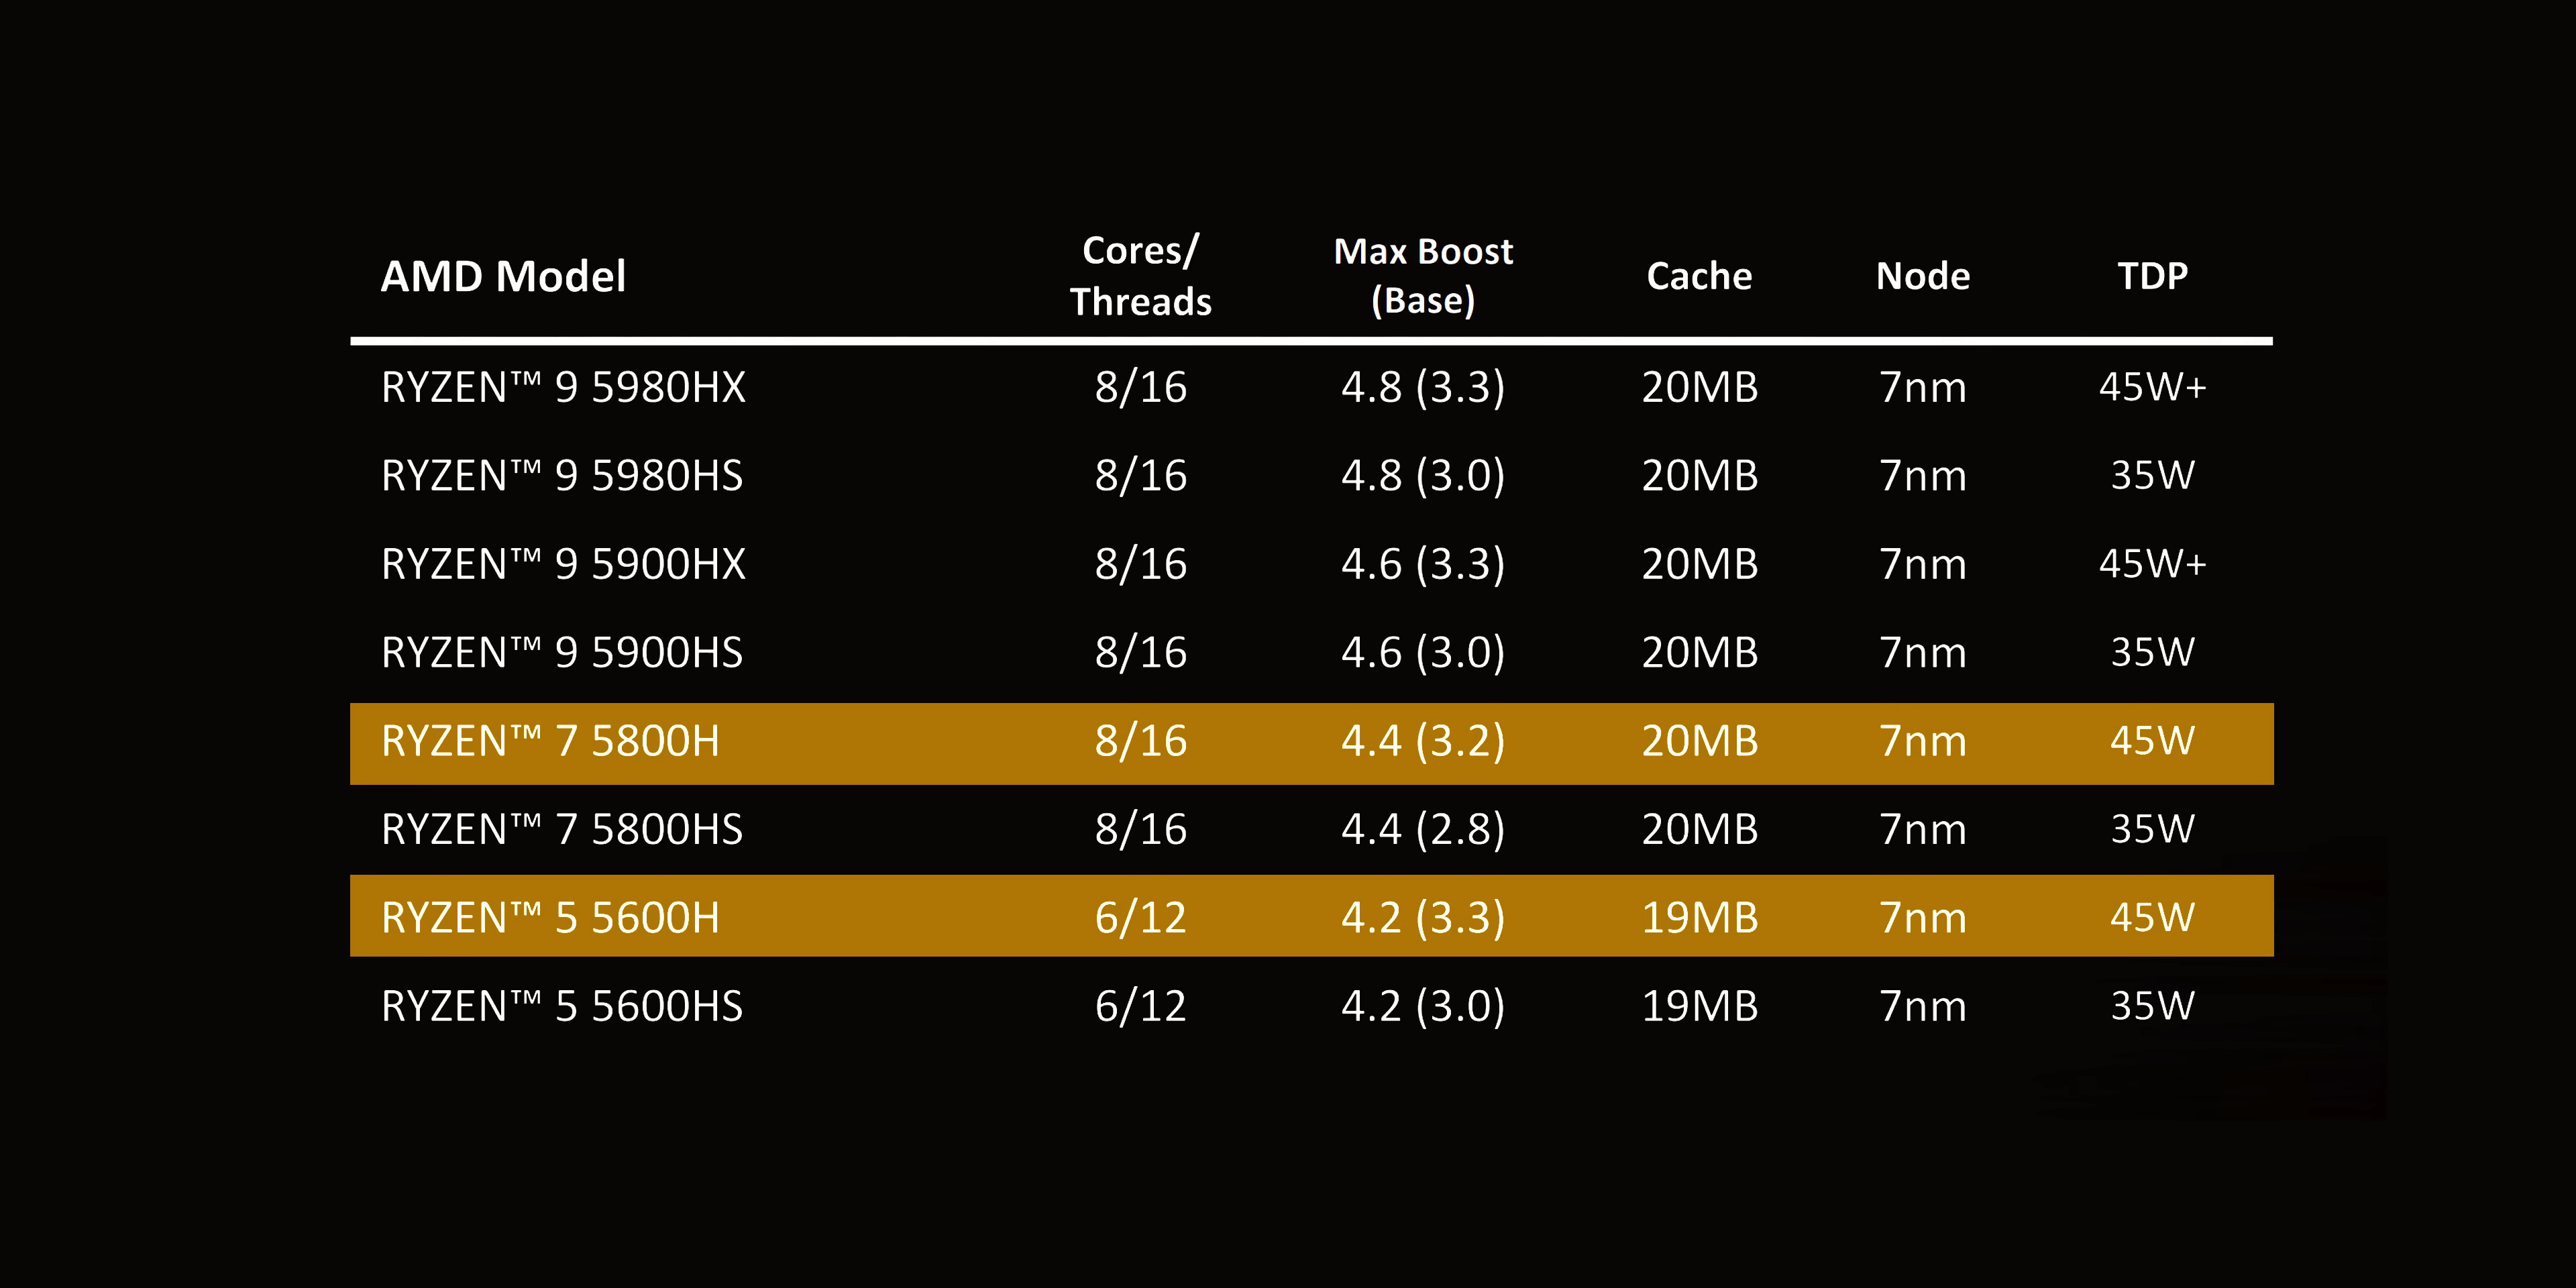 AMD Model Cores/ Threads Max Boost (Base) Cache Node TDP
RYZEN™ 9 5980HX 8/16 4.8 (3.3) 20MB 7nm 45W+
RYZEN™ 9 5980HS 8/16 4.8 (3.0) 20MB 7nm 35W
RYZEN™ 9 5900HX 8/16 4.6 (3.3) 20MB 7nm 45W+
RYZEN™ 9 5900HS 8/16 4.6 (3.0) 20MB 7nm 35W
RYZEN™ 7 5800H 8/16 4.4 (3.2) 20MB 7nm 45W
RYZEN™ 7 5800HS 8/16 4.4 (2.8) 20MB 7nm 35W
RYZEN™ 5 5600H 6/12 4.2 (3.3) 19MB 7nm 45W
RYZEN™ 5 5600HS 6/12 4.2 (3.0) 19MB 7nm 35W